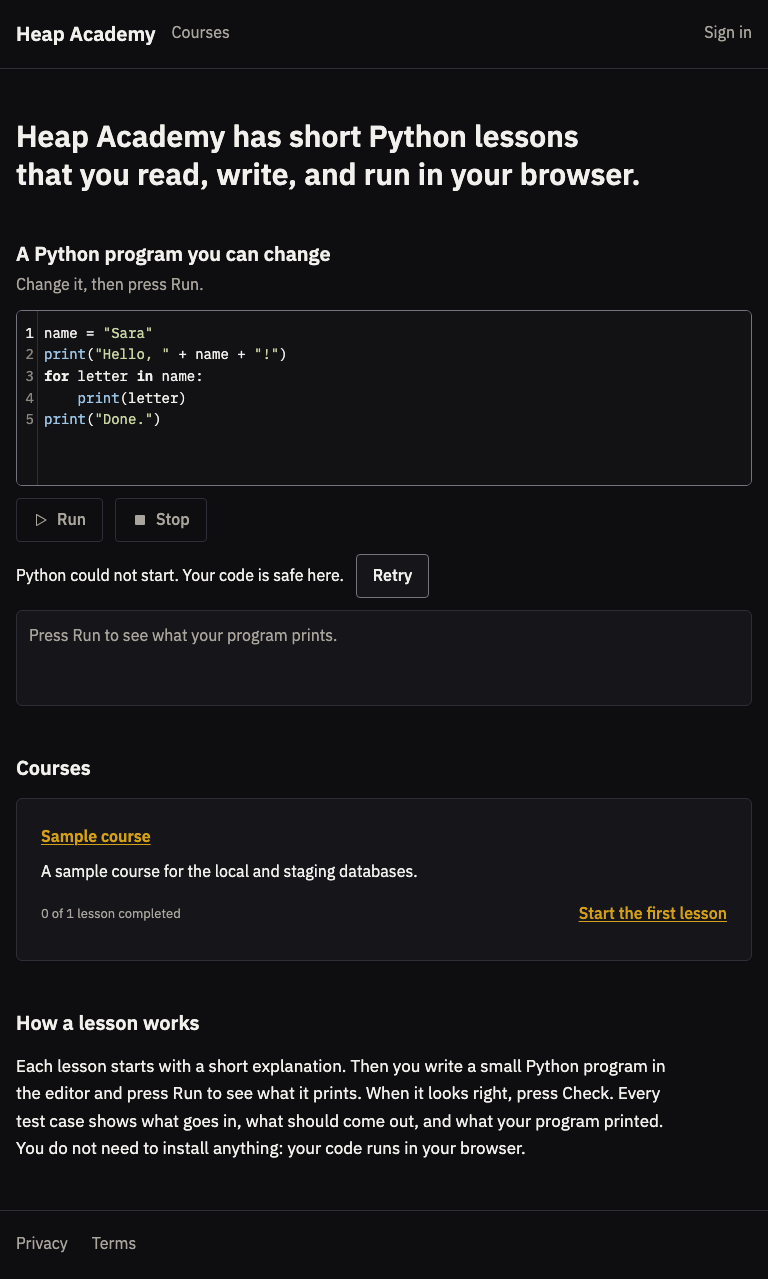 Heap Academy Courses Sign in
Heap Academy has short Python lessons
that you read, write, and run in your browser.
A Python program you can change
Change it, then press Run.
1 name = "Sara"
2 print("Hello, " + name + "!")
3 for letter in name:
4     print(letter)
5 print("Done.")
Run Stop
Python could not start. Your code is safe here. Retry
Press Run to see what your program prints.
Courses
Sample course
A sample course for the local and staging databases.
0 of 1 lesson completed Start the first lesson
How a lesson works
Each lesson starts with a short explanation. Then you write a small Python program in
the editor and press Run to see what it prints. When it looks right, press Check. Every
test case shows what goes in, what should come out, and what your program printed.
You do not need to install anything: your code runs in your browser.
Privacy Terms